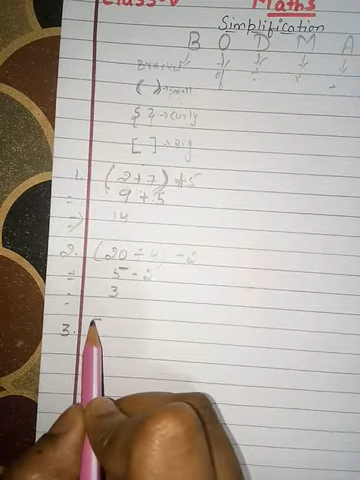 Class-V Maths
Simplification
B O D M A
Bracket of ÷ × -
( ) → small
{ } → curly
[ ] → Big
1. (2+7) + 5
= 9 + 5
=> 14
2. (20 ÷ 4) - 2
= 5 - 2
= 3
3.